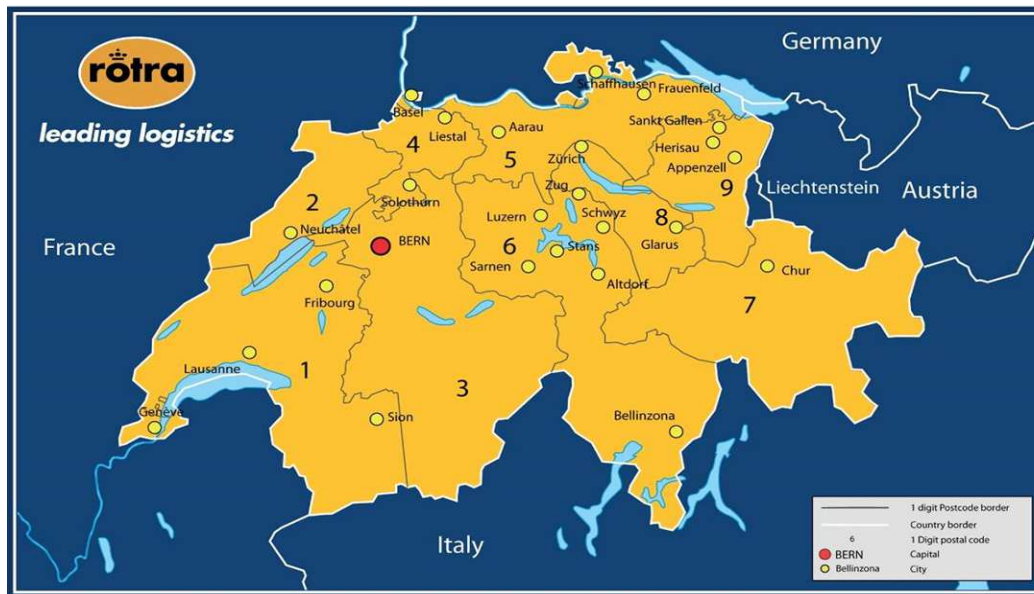 Germany
rotra
leading logistics
Schaffhausen
Frauenfeld
Basel
Liestal
Aarau
Sankt Gallen
4
5
Zürich
Herisau
Appenzell
Zug
9
Liechtenstein
Austria
Solothurn
2
Luzern
Schwyz
8
Neuchâtel
France
BERN
6
Stans
Glarus
Sarnen
Chur
Altdorf
Fribourg
7
Lausanne
1
3
Genève
Sion
Bellinzona
Italy
1 digit Postcode border
Country border
6 1 Digit postal code
BERN Capital
Bellinzona City